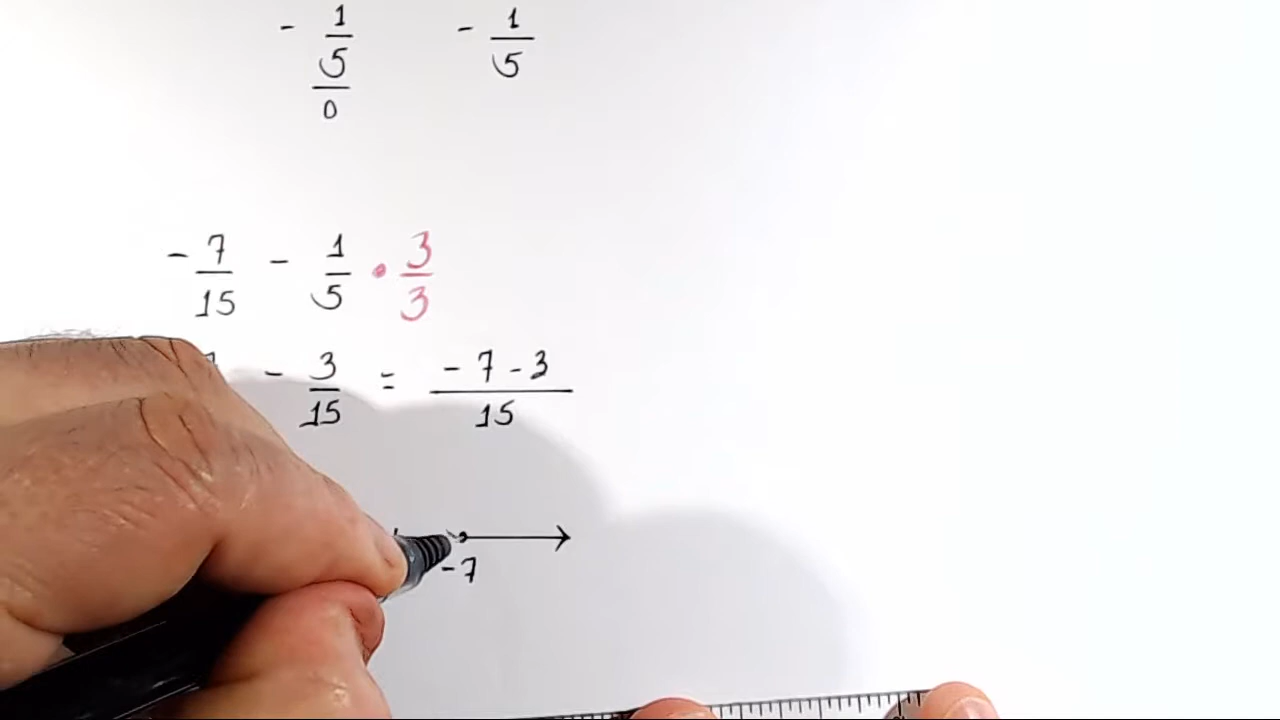 - 1/5 - 1/5
0
- 7/15 - 1/5 • 3/3
- 3/15 = (- 7 - 3)/15
-7